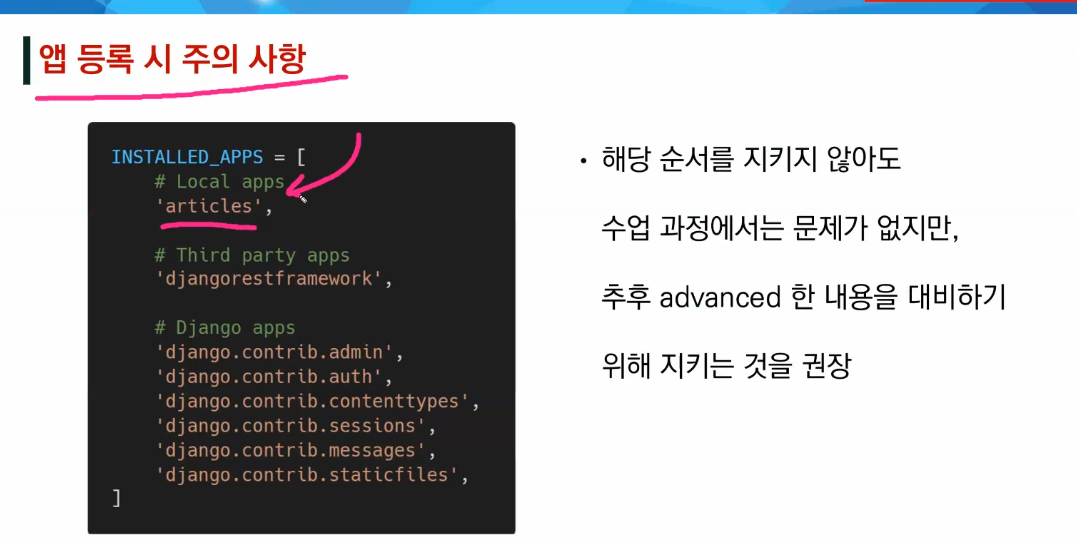 앱 등록 시 주의 사항
INSTALLED_APPS = [
    # Local apps
    'articles',
    # Third party apps
    'djangorestframework',
    # Django apps
    'django.contrib.admin',
    'django.contrib.auth',
    'django.contrib.contenttypes',
    'django.contrib.sessions',
    'django.contrib.messages',
    'django.contrib.staticfiles',
]
• 해당 순서를 지키지 않아도
수업 과정에서는 문제가 없지만,
추후 advanced 한 내용을 대비하기
위해 지키는 것을 권장